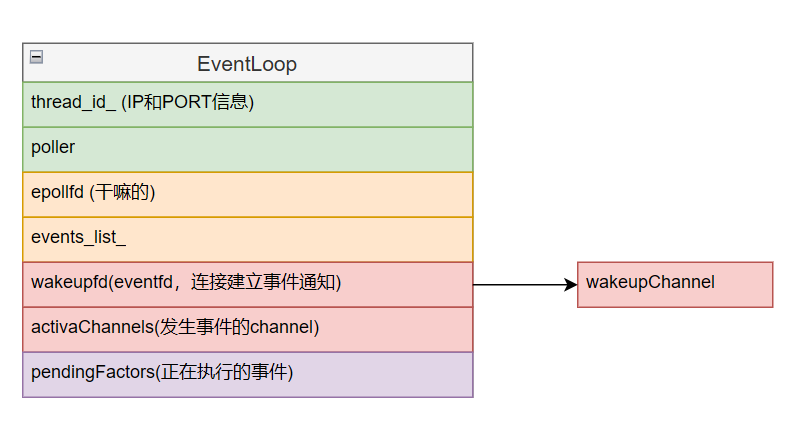 EventLoop
thread_id_ (IP和PORT信息)
poller
epollfd (干嘛的)
events_list_
wakeupfd(eventfd，连接建立事件通知)
wakeupChannel
activaChannels(发生事件的channel)
pendingFactors(正在执行的事件)